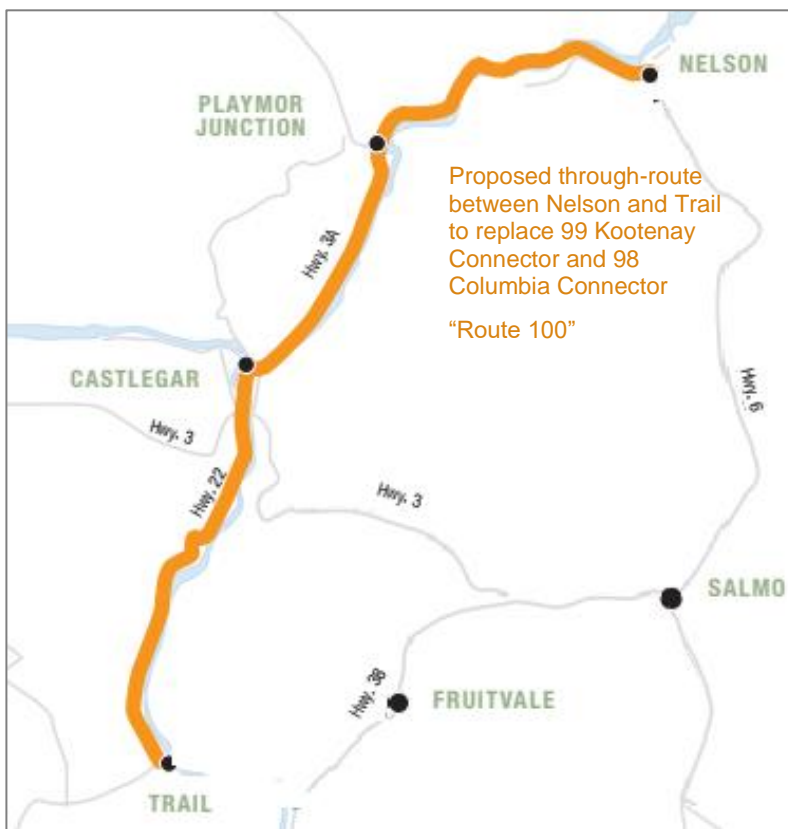 NELSON
PLAYMOR
JUNCTION
Proposed through-route
between Nelson and Trail
to replace 99 Kootenay
Connector and 98
Columbia Connector
“Route 100”
Hwy. 3A
CASTLEGAR
Hwy. 6
Hwy. 3
Hwy. 22
Hwy. 3
SALMO
Hwy. 3B
FRUITVALE
TRAIL